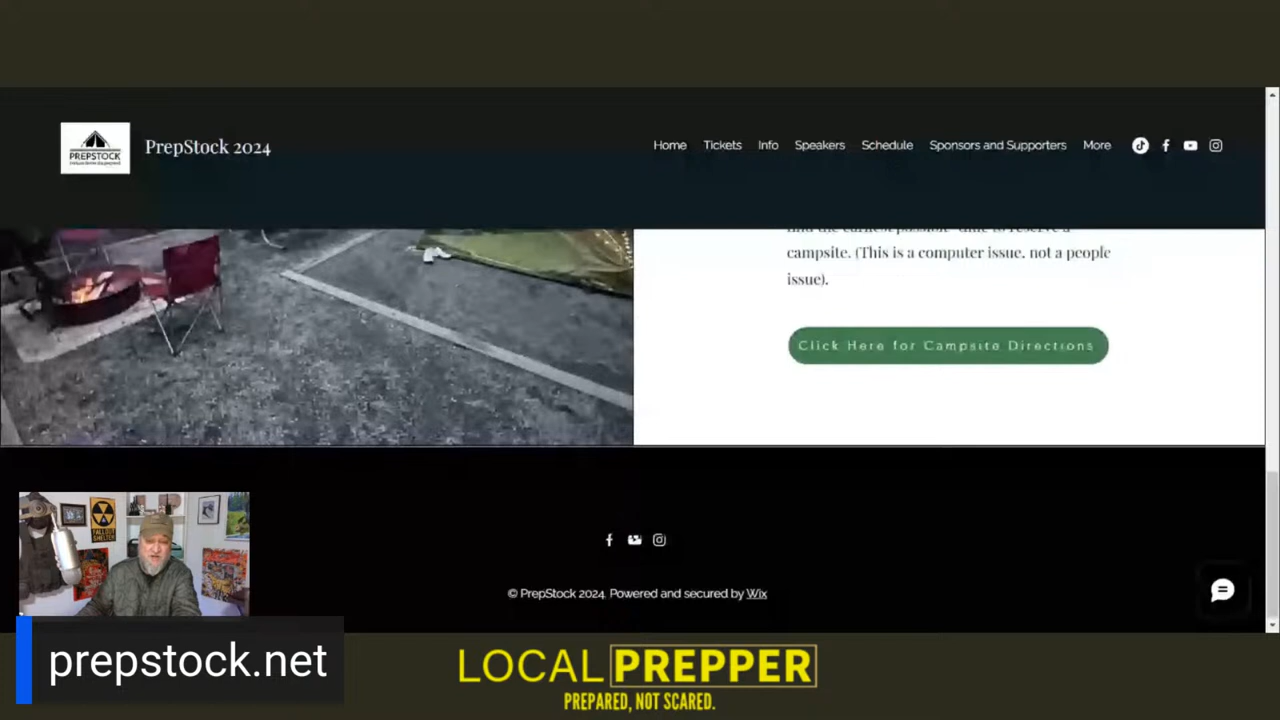 PREPSTOCK
PrepStock 2024
Home
Tickets
Info
Speakers
Schedule
Sponsors and Supporters
More
campsite. (This is a computer issue, not a people
issue).
Click Here for Campsite Directions
© PrepStock 2024. Powered and secured by Wix
FALLOUT
SHELTER
prepstock.net
LOCAL PREPPER
PREPARED, NOT SCARED.